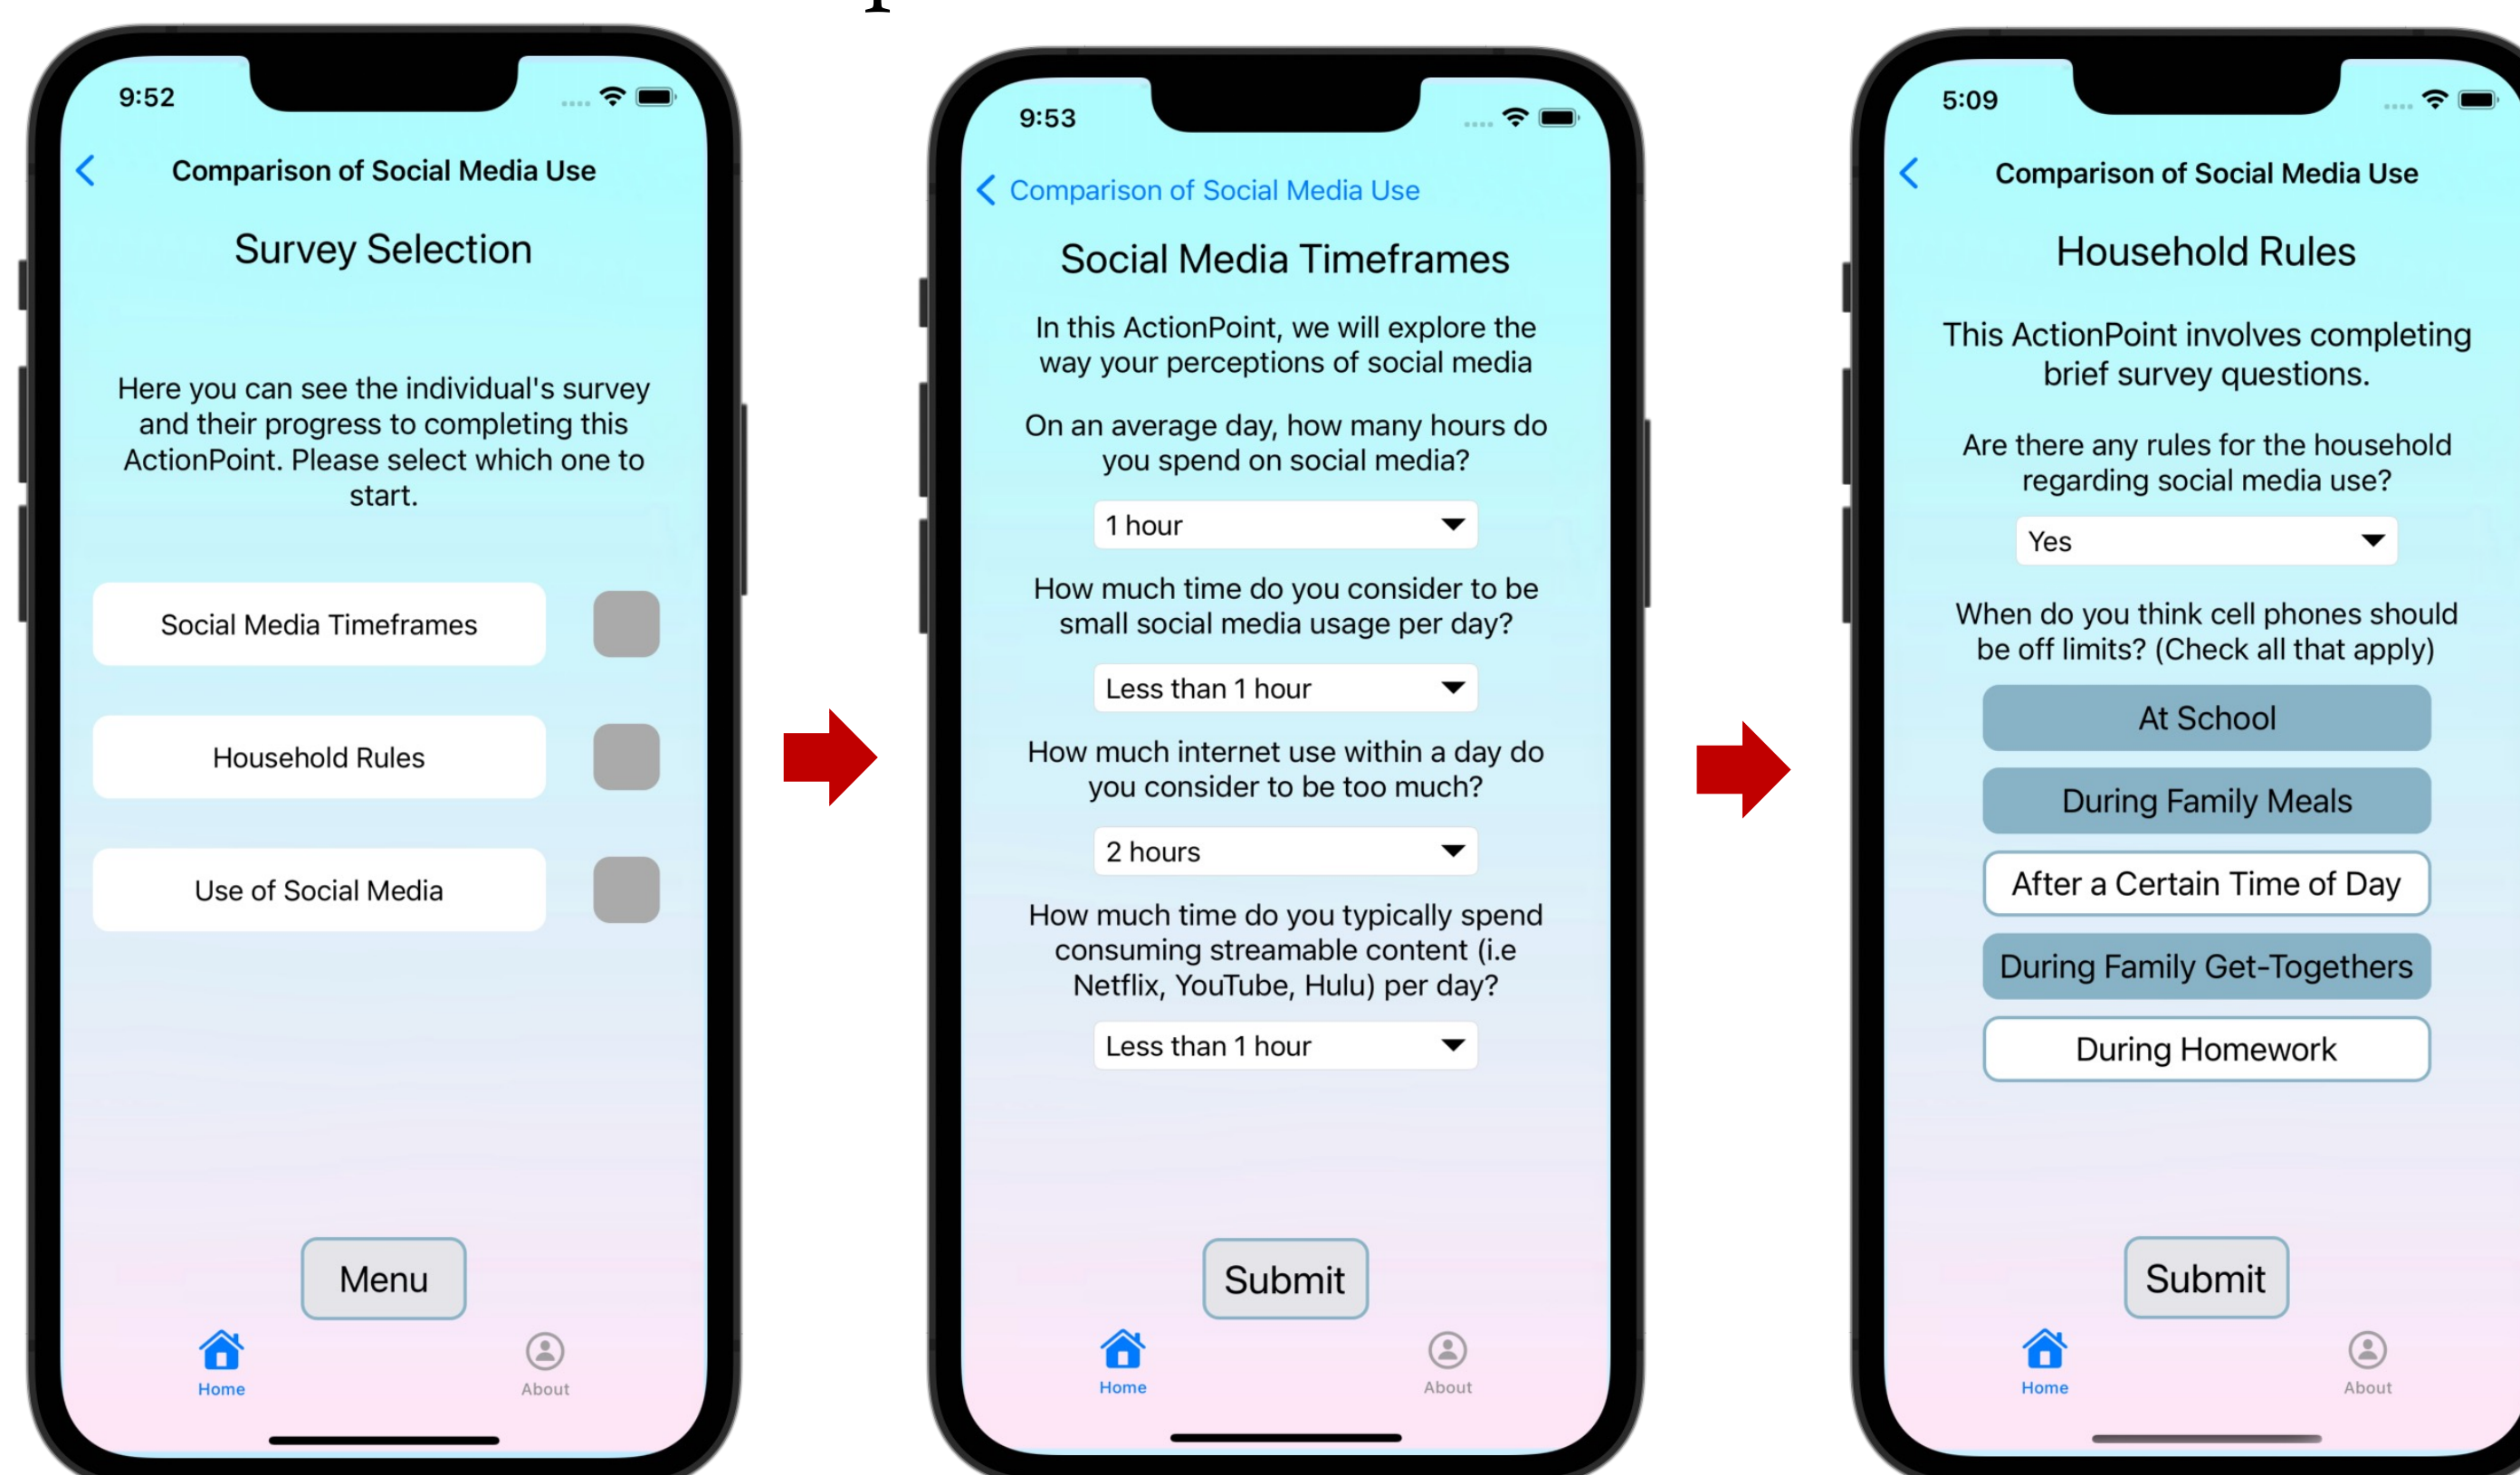 9:52
Comparison of Social Media Use
Survey Selection
Here you can see the individual's survey
and their progress to completing this
ActionPoint. Please select which one to
start.
Social Media Timeframes
Household Rules
Use of Social Media
Menu
Home
About
9:53
Comparison of Social Media Use
Social Media Timeframes
In this ActionPoint, we will explore the
way your perceptions of social media
On an average day, how many hours do
you spend on social media?
1 hour
How much time do you consider to be
small social media usage per day?
Less than 1 hour
How much internet use within a day do
you consider to be too much?
2 hours
How much time do you typically spend
consuming streamable content (i.e
Netflix, YouTube, Hulu) per day?
Less than 1 hour
Submit
Home
About
5:09
Comparison of Social Media Use
Household Rules
This ActionPoint involves completing
brief survey questions.
Are there any rules for the household
regarding social media use?
Yes
When do you think cell phones should
be off limits? (Check all that apply)
At School
During Family Meals
After a Certain Time of Day
During Family Get-Togethers
During Homework
Submit
Home
About